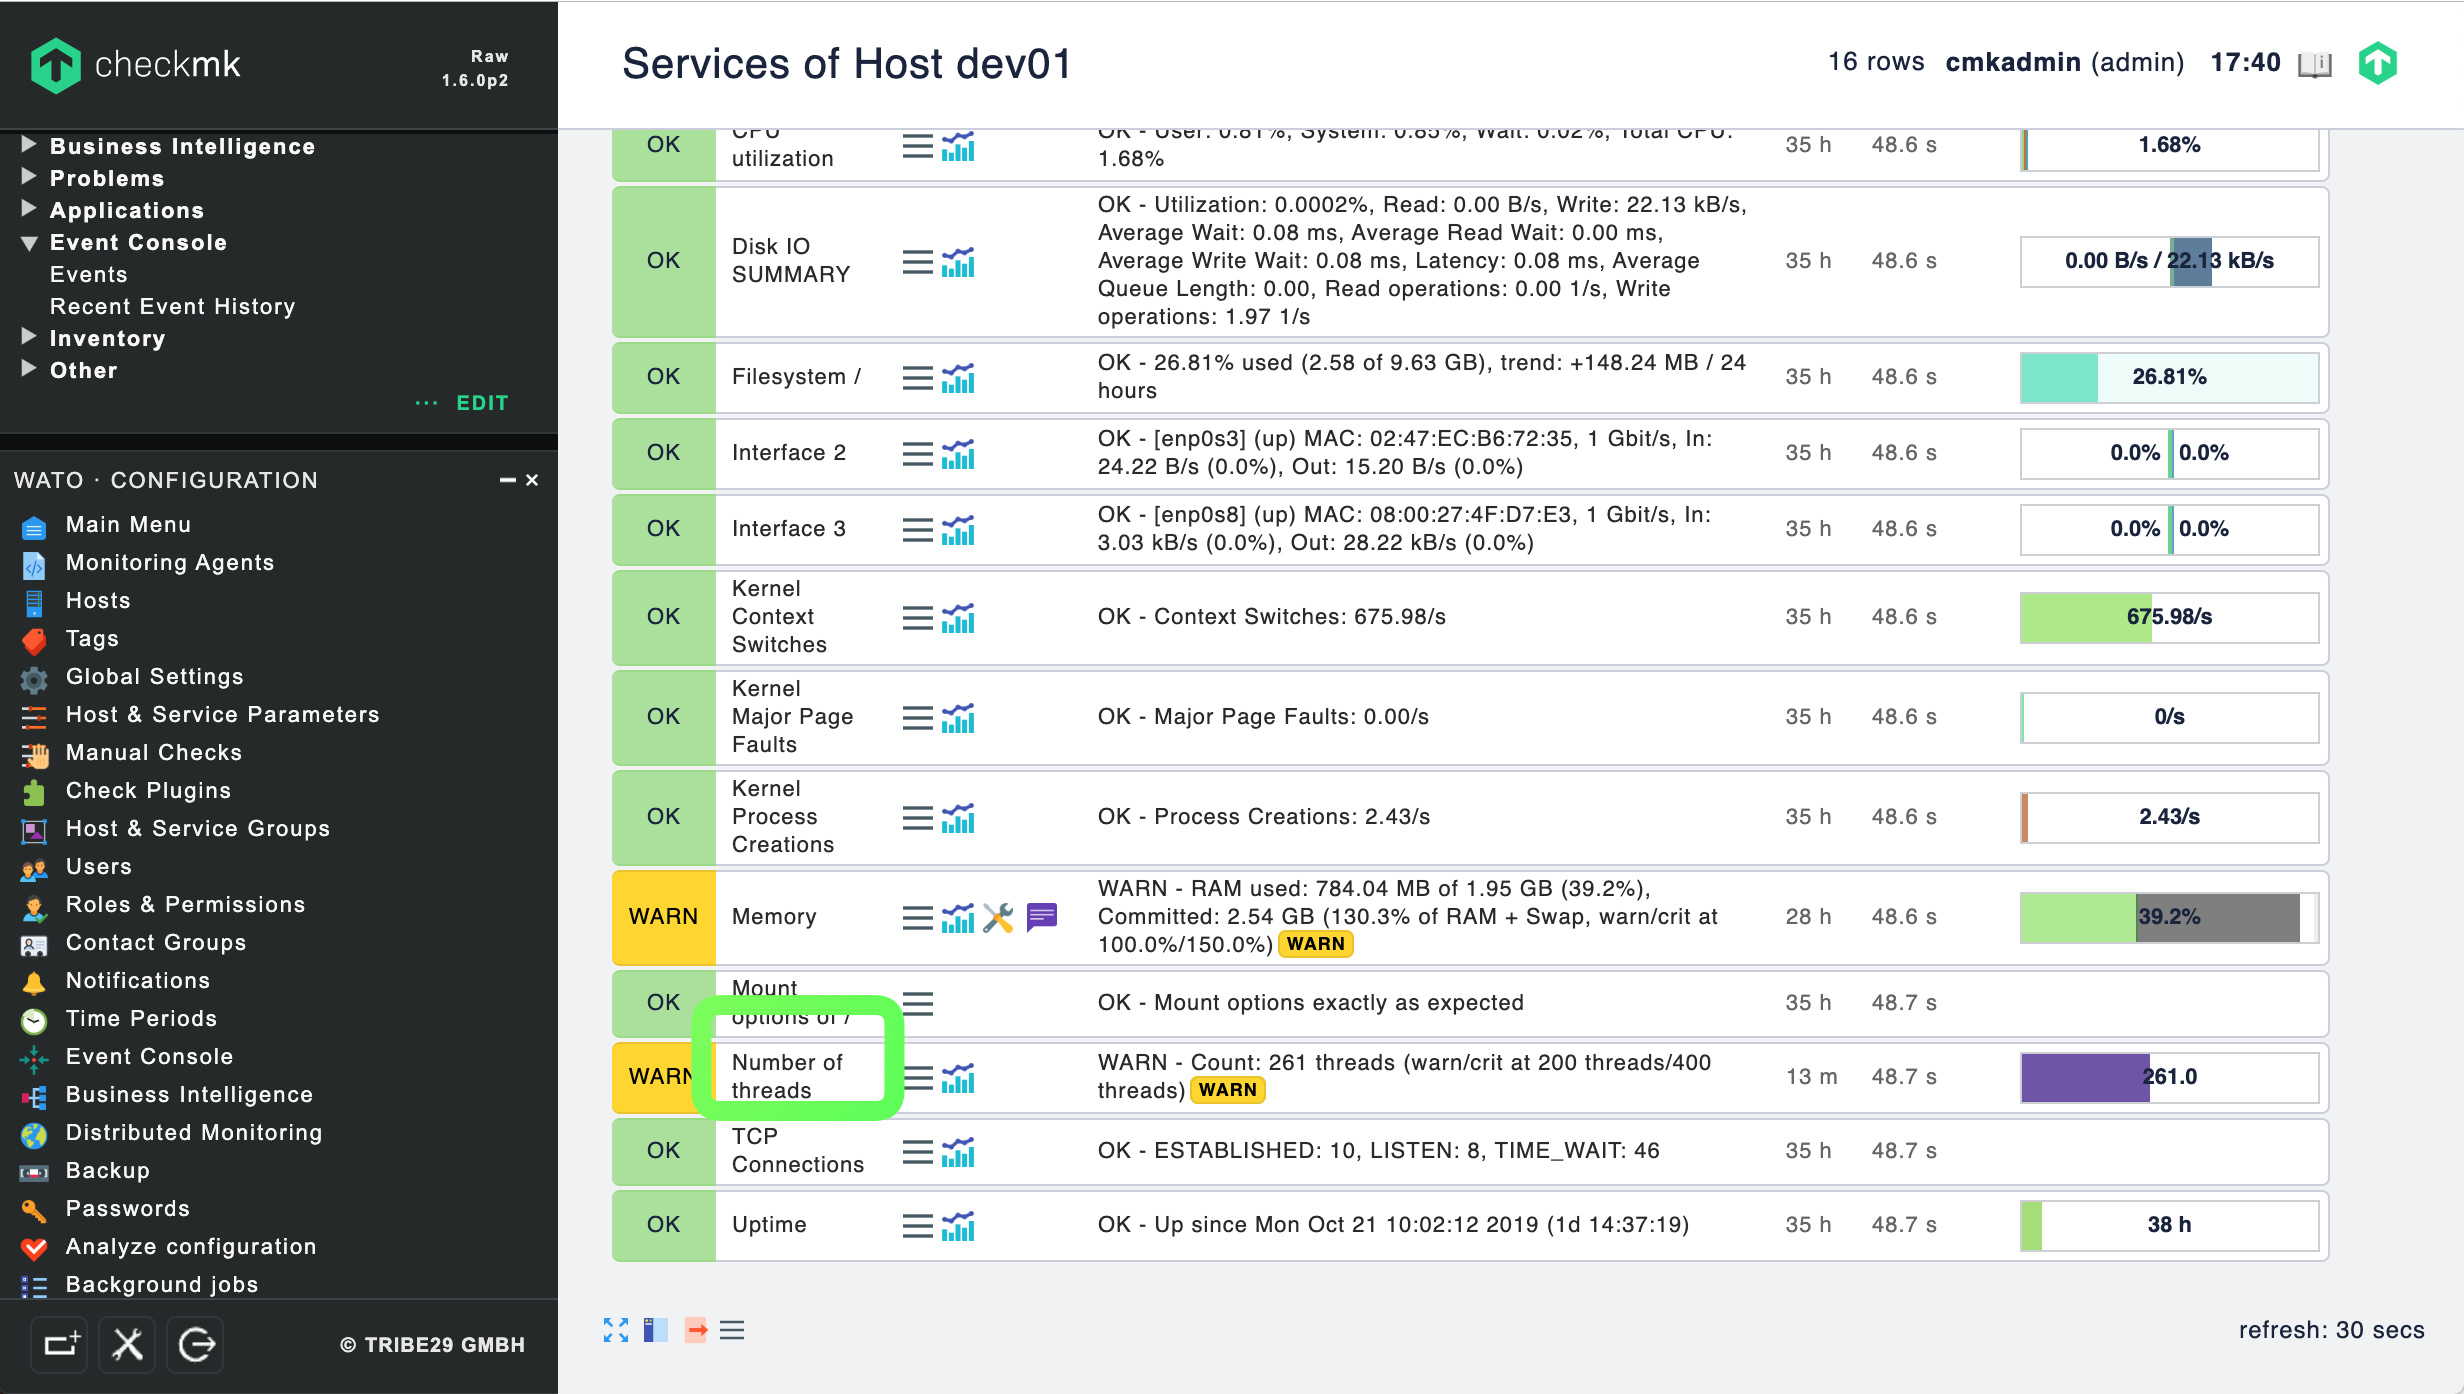 checkmk
Raw
1.6.0p2
Services of Host dev01
16 rows cmkadmin (admin) 17:40
Business Intelligence
Problems
Applications
Event Console
Events
Recent Event History
Inventory
Other
... EDIT
WATO · CONFIGURATION
Main Menu
Monitoring Agents
Hosts
Tags
Global Settings
Host & Service Parameters
Manual Checks
Check Plugins
Host & Service Groups
Users
Roles & Permissions
Contact Groups
Notifications
Time Periods
Event Console
Business Intelligence
Distributed Monitoring
Backup
Passwords
Analyze configuration
Background jobs
© TRIBE29 GMBH
OK
CPU
utilization
OK - User: 0.81%, System: 0.85%, Wait: 0.02%, Total CPU:
1.68%
35 h 48.6 s 1.68%
OK
Disk IO
SUMMARY
OK - Utilization: 0.0002%, Read: 0.00 B/s, Write: 22.13 kB/s,
Average Wait: 0.08 ms, Average Read Wait: 0.00 ms,
Average Write Wait: 0.08 ms, Latency: 0.08 ms, Average
Queue Length: 0.00, Read operations: 0.00 1/s, Write
operations: 1.97 1/s
35 h 48.6 s 0.00 B/s / 22.13 kB/s
OK
Filesystem /
OK - 26.81% used (2.58 of 9.63 GB), trend: +148.24 MB / 24
hours
35 h 48.6 s 26.81%
OK
Interface 2
OK - [enp0s3] (up) MAC: 02:47:EC:B6:72:35, 1 Gbit/s, In:
24.22 B/s (0.0%), Out: 15.20 B/s (0.0%)
35 h 48.6 s 0.0% 0.0%
OK
Interface 3
OK - [enp0s8] (up) MAC: 08:00:27:4F:D7:E3, 1 Gbit/s, In:
3.03 kB/s (0.0%), Out: 28.22 kB/s (0.0%)
35 h 48.6 s 0.0% 0.0%
OK
Kernel
Context
Switches
OK - Context Switches: 675.98/s
35 h 48.6 s 675.98/s
OK
Kernel
Major Page
Faults
OK - Major Page Faults: 0.00/s
35 h 48.6 s 0/s
OK
Kernel
Process
Creations
OK - Process Creations: 2.43/s
35 h 48.6 s 2.43/s
WARN
Memory
WARN - RAM used: 784.04 MB of 1.95 GB (39.2%),
Committed: 2.54 GB (130.3% of RAM + Swap, warn/crit at
100.0%/150.0%) WARN
28 h 48.6 s 39.2%
OK
Mount
options of /
OK - Mount options exactly as expected
35 h 48.7 s
WARN
Number of
threads
WARN - Count: 261 threads (warn/crit at 200 threads/400
threads) WARN
13 m 48.7 s 261.0
OK
TCP
Connections
OK - ESTABLISHED: 10, LISTEN: 8, TIME_WAIT: 46
35 h 48.7 s
OK
Uptime
OK - Up since Mon Oct 21 10:02:12 2019 (1d 14:37:19)
35 h 48.7 s 38 h
refresh: 30 secs